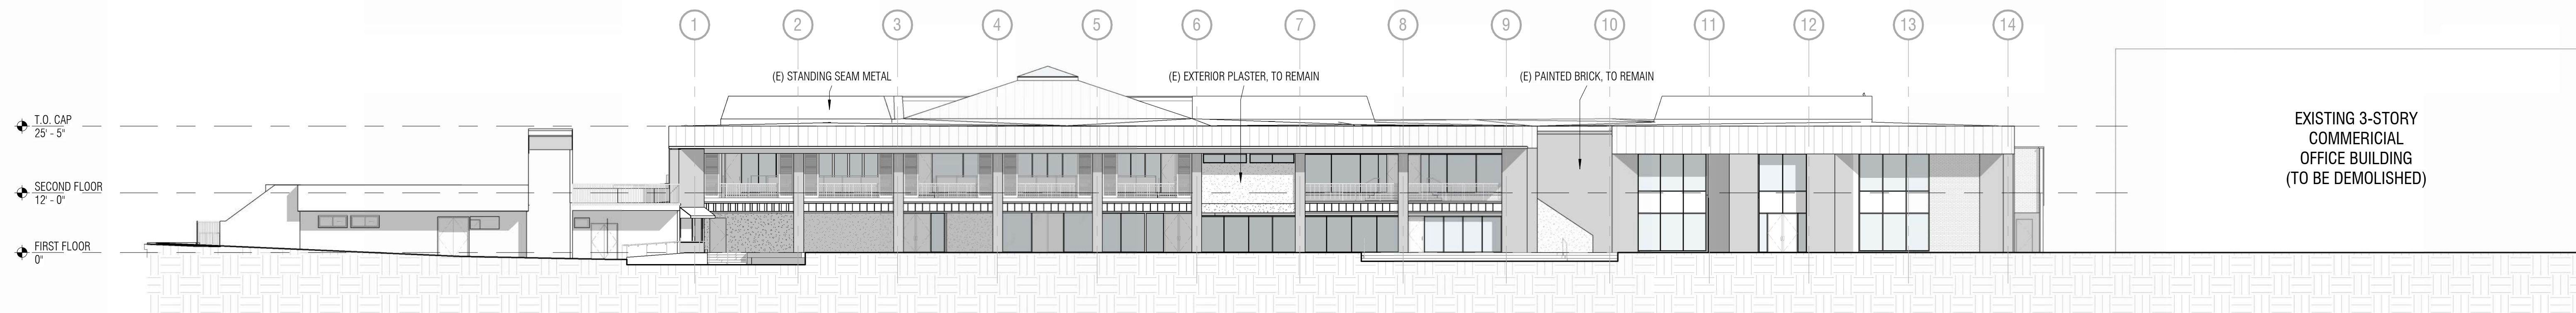 1 2 3 4 5 6 7 8 9 10 11 12 13 14
(E) STANDING SEAM METAL
(E) EXTERIOR PLASTER, TO REMAIN
(E) PAINTED BRICK, TO REMAIN
T.O. CAP
25' - 5"
SECOND FLOOR
12' - 0"
FIRST FLOOR
0"
EXISTING 3-STORY
COMMERICIAL
OFFICE BUILDING
(TO BE DEMOLISHED)